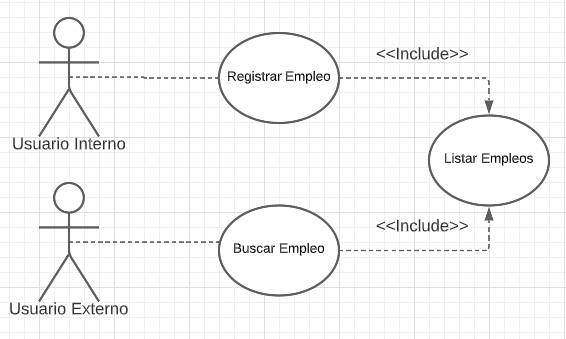 <<Include>>
Registrar Empleo
Usuario Interno
Listar Empleos
<<Include>>
Buscar Empleo
Usuario Externo